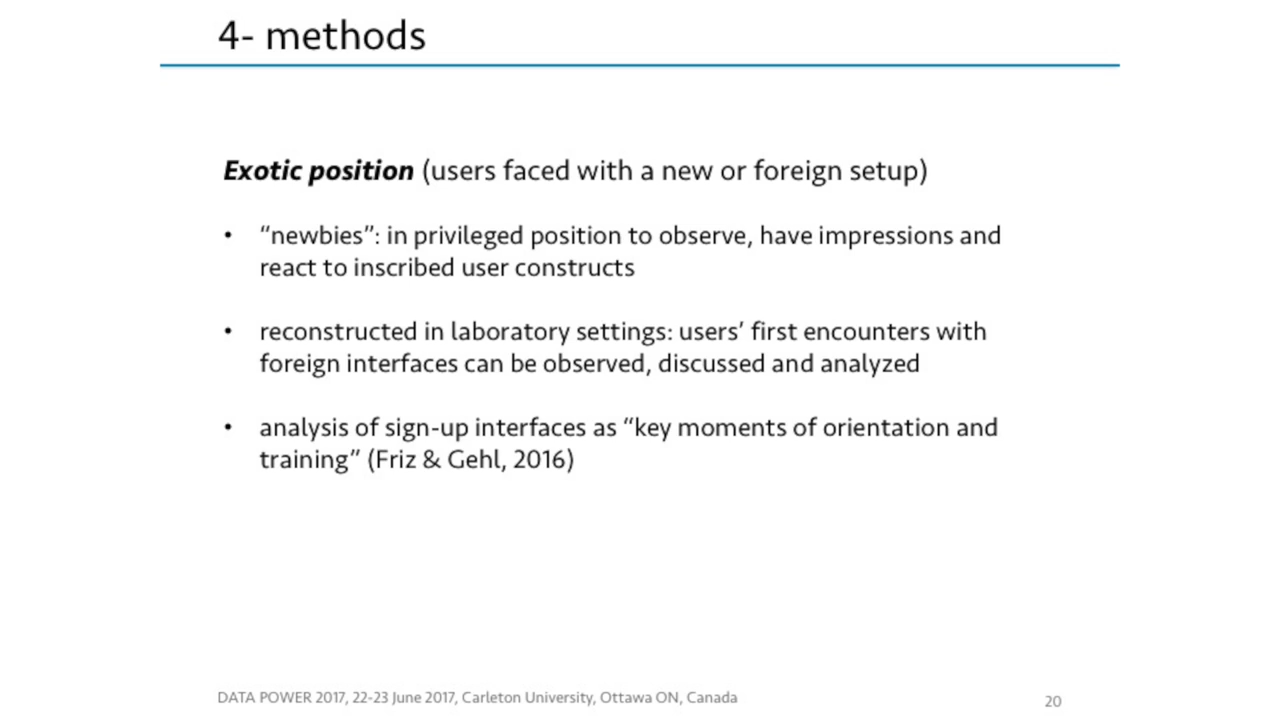 4- methods
Exotic position (users faced with a new or foreign setup)
• “newbies”: in privileged position to observe, have impressions and
react to inscribed user constructs
• reconstructed in laboratory settings: users’ first encounters with
foreign interfaces can be observed, discussed and analyzed
• analysis of sign-up interfaces as “key moments of orientation and
training” (Friz & Gehl, 2016)
DATA POWER 2017, 22-23 June 2017, Carleton University, Ottawa ON, Canada
20